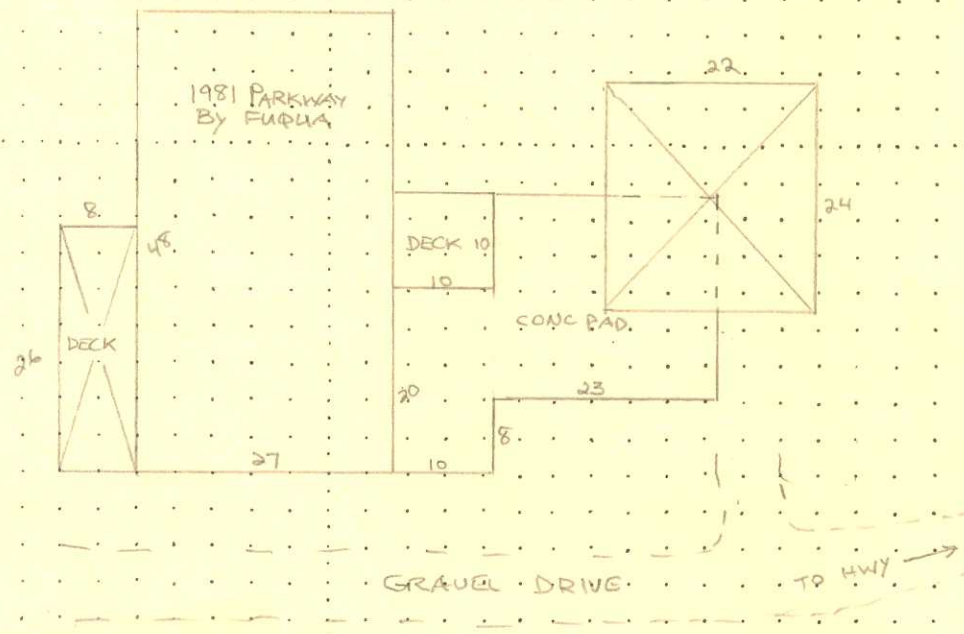 22
1981 PARKWAY
BY FUQUA
8
24
48
DECK 10
10
CONC PAD
DECK
26
20
23
8
27
10
GRAVEL DRIVE
TO HWY